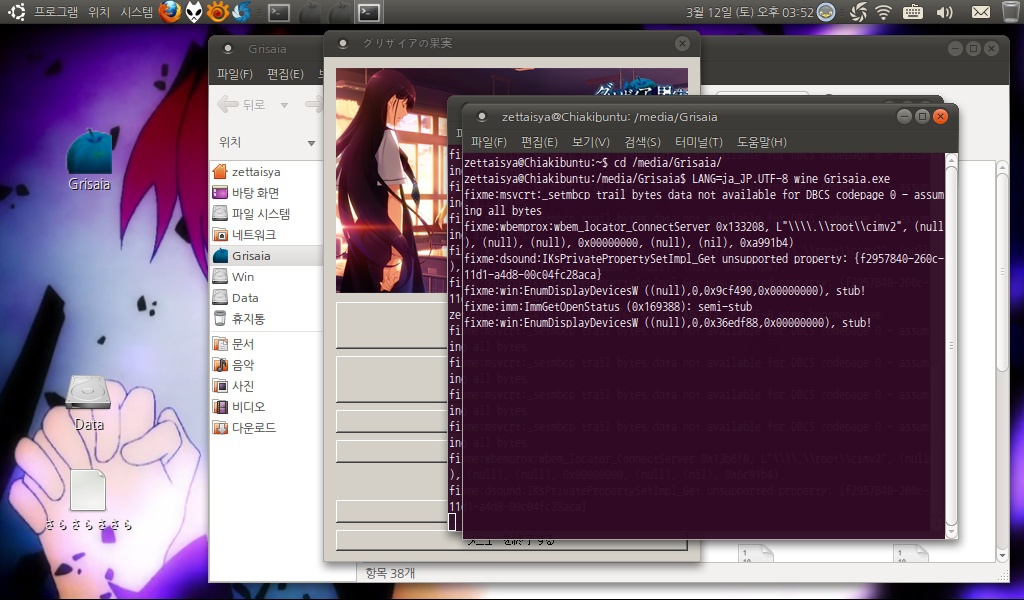 프로그램 위치 시스템
3월 12일 (토) 오후 03:52
Grisaia
Data
さらさらささら
Grisaia
파일(F) 편집(E)
뒤로
위치
zettaisya
바탕 화면
파일 시스템
네트워크
Grisaia
Win
Data
휴지통
문서
음악
사진
비디오
다운로드
항목 38개
グリザイアの果実
zettaisya@Chiakibuntu: /media/Grisaia
파일(F) 편집(E) 보기(V) 검색(S) 터미널(T) 도움말(H)
zettaisya@Chiakibuntu:~$ cd /media/Grisaia/
zettaisya@Chiakibuntu:/media/Grisaia$ LANG=ja_JP.UTF-8 wine Grisaia.exe
fixme:msvcrt:_setmbcp trail bytes data not available for DBCS codepage 0 - assum
ing all bytes
fixme:wbemprox:wbem_locator_ConnectServer 0x133208, L"\\\\.\\root\\cimv2", (null
), (null), (null), 0x00000000, (null), (nil), 0xa991b4)
fixme:dsound:IKsPrivatePropertySetImpl_Get unsupported property: {f2957840-260c-
11d1-a4d8-00c04fc28aca}
fixme:win:EnumDisplayDevicesW ((null),0,0x9cf490,0x00000000), stub!
fixme:imm:ImmGetOpenStatus (0x169388): semi-stub
fixme:win:EnumDisplayDevicesW ((null),0,0x36edf88,0x00000000), stub!